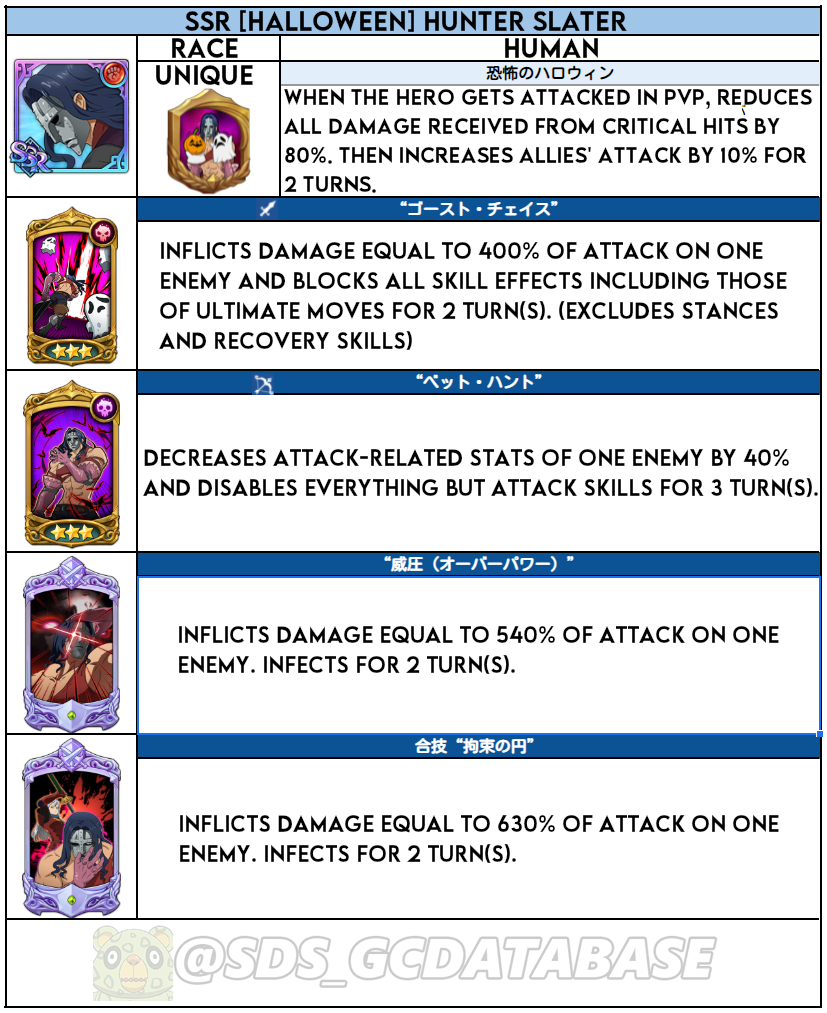 SSR [HALLOWEEN] HUNTER SLATER
RACE
HUMAN
UNIQUE
恐怖のハロウィン
WHEN THE HERO GETS ATTACKED IN PVP, REDUCES
ALL DAMAGE RECEIVED FROM CRITICAL HITS BY
80%. THEN INCREASES ALLIES' ATTACK BY 10% FOR
2 TURNS.
SSR
“ゴースト・チェイス”
INFLICTS DAMAGE EQUAL TO 400% OF ATTACK ON ONE
ENEMY AND BLOCKS ALL SKILL EFFECTS INCLUDING THOSE
OF ULTIMATE MOVES FOR 2 TURN(S). (EXCLUDES STANCES
AND RECOVERY SKILLS)
“ベット・ハント”
DECREASES ATTACK-RELATED STATS OF ONE ENEMY BY 40%
AND DISABLES EVERYTHING BUT ATTACK SKILLS FOR 3 TURN(S).
“威圧（オーバーパワー）”
INFLICTS DAMAGE EQUAL TO 540% OF ATTACK ON ONE
ENEMY. INFECTS FOR 2 TURN(S).
合技“拘束の円”
INFLICTS DAMAGE EQUAL TO 630% OF ATTACK ON ONE
ENEMY. INFECTS FOR 2 TURN(S).
@SDS_GCDATABASE